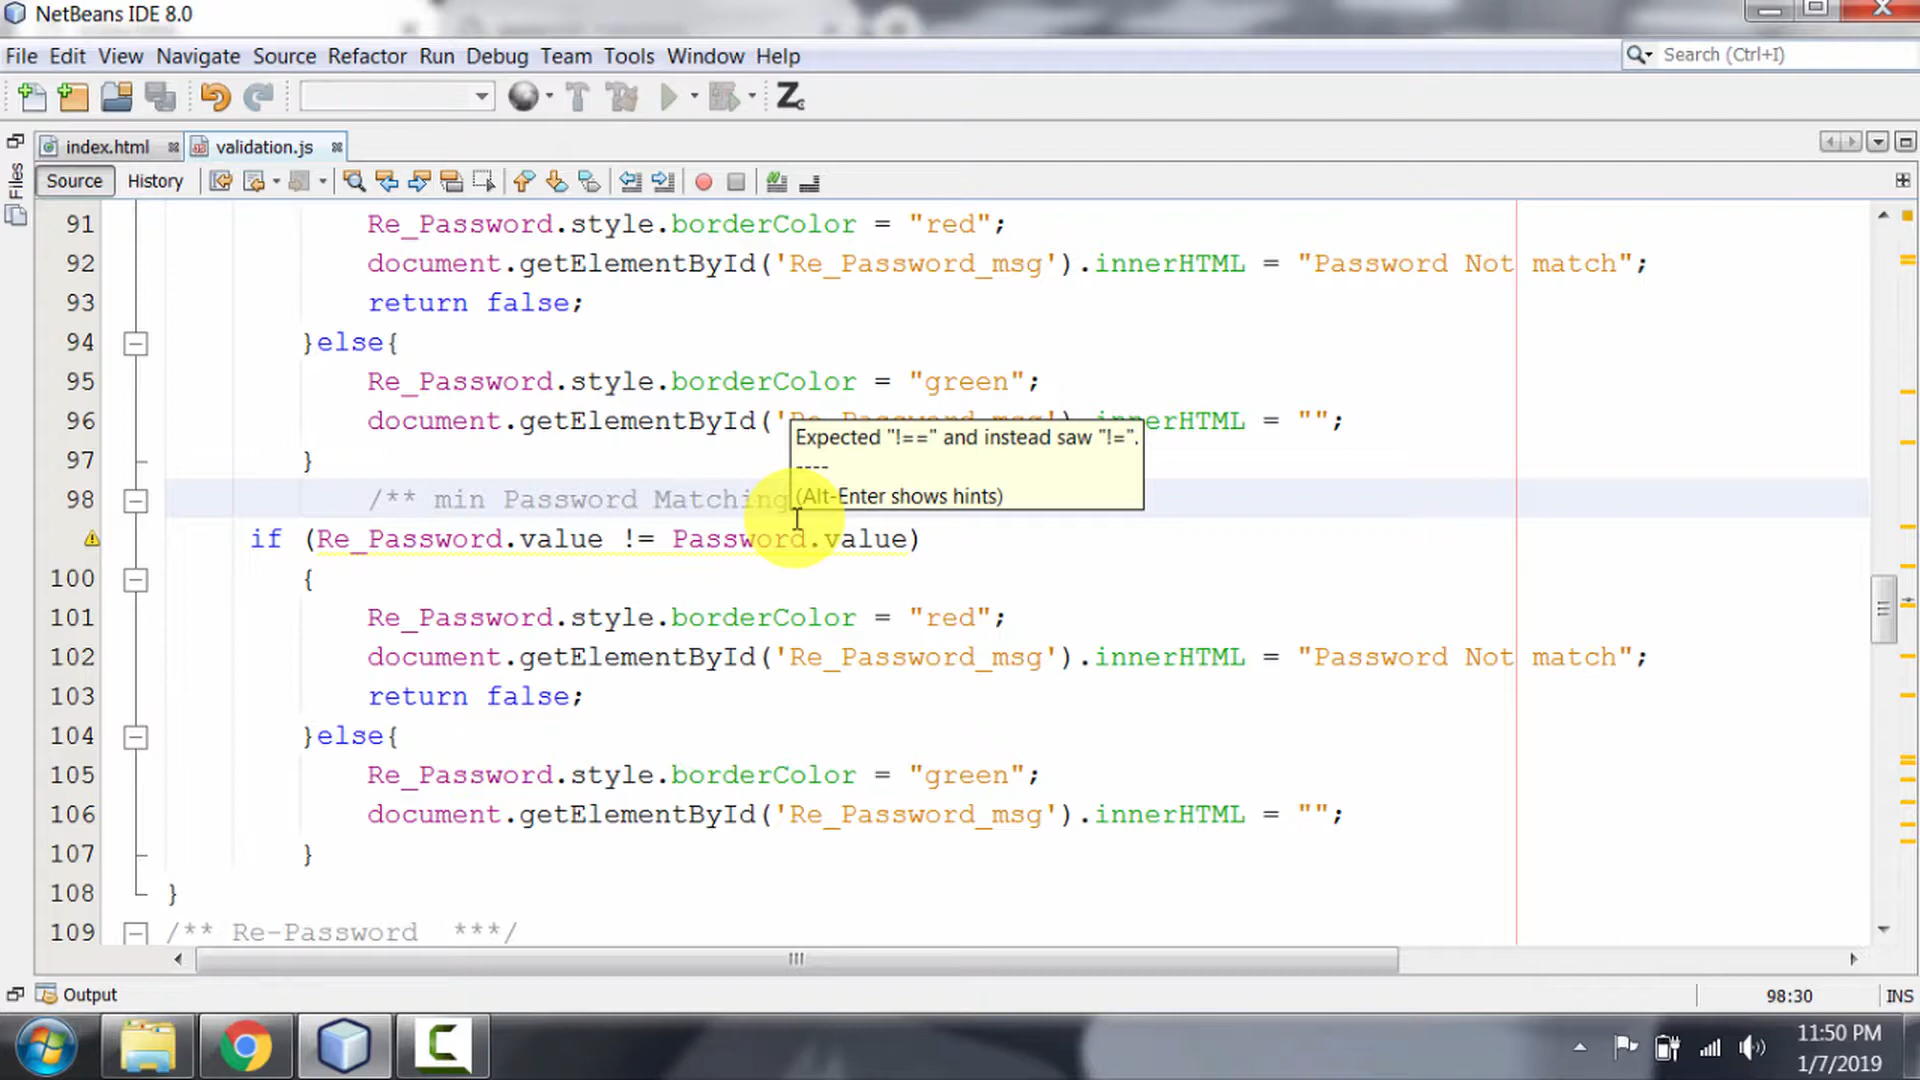 NetBeans IDE 8.0
File Edit View Navigate Source Refactor Run Debug Team Tools Window Help
Search (Ctrl+I)
index.html validation.js
Files
Source History
91 Re_Password.style.borderColor = "red";
92 document.getElementById('Re_Password_msg').innerHTML = "Password Not match";
93 return false;
94 }else{
95 Re_Password.style.borderColor = "green";
96 document.getElementById('Re_Password_msg').innerHTML = "";
Expected "!==" and instead saw "!=".
----
(Alt-Enter shows hints)
97 }
98 /** min Password Matching
if (Re_Password.value != Password.value)
100 {
101 Re_Password.style.borderColor = "red";
102 document.getElementById('Re_Password_msg').innerHTML = "Password Not match";
103 return false;
104 }else{
105 Re_Password.style.borderColor = "green";
106 document.getElementById('Re_Password_msg').innerHTML = "";
107 }
108 }
109 /** Re-Password ***/
Output
98:30 INS
11:50 PM
1/7/2019